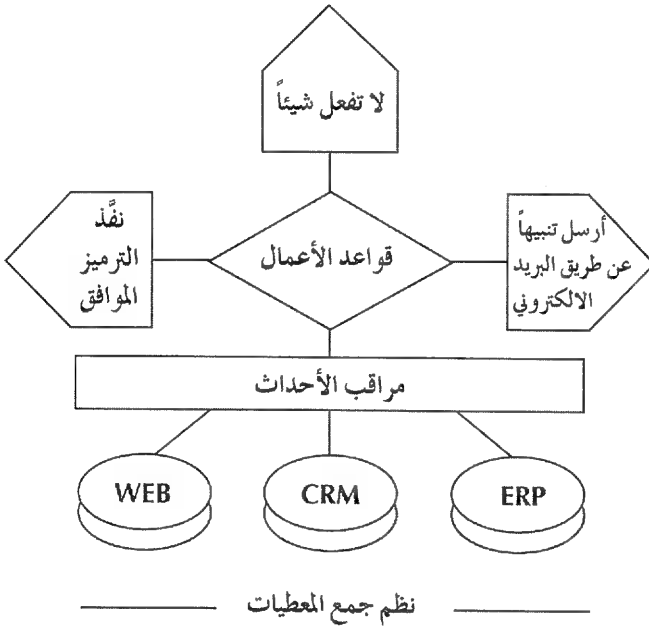 لا تفعل شيئاً
أرسل تنبيهاً
عن طريق البريد
الالكتروني
قواعد الأعمال
نفَّذ
الترميز
الموافق
مراقب الأحداث
ERP
CRM
WEB
نظم جمع المعطيات